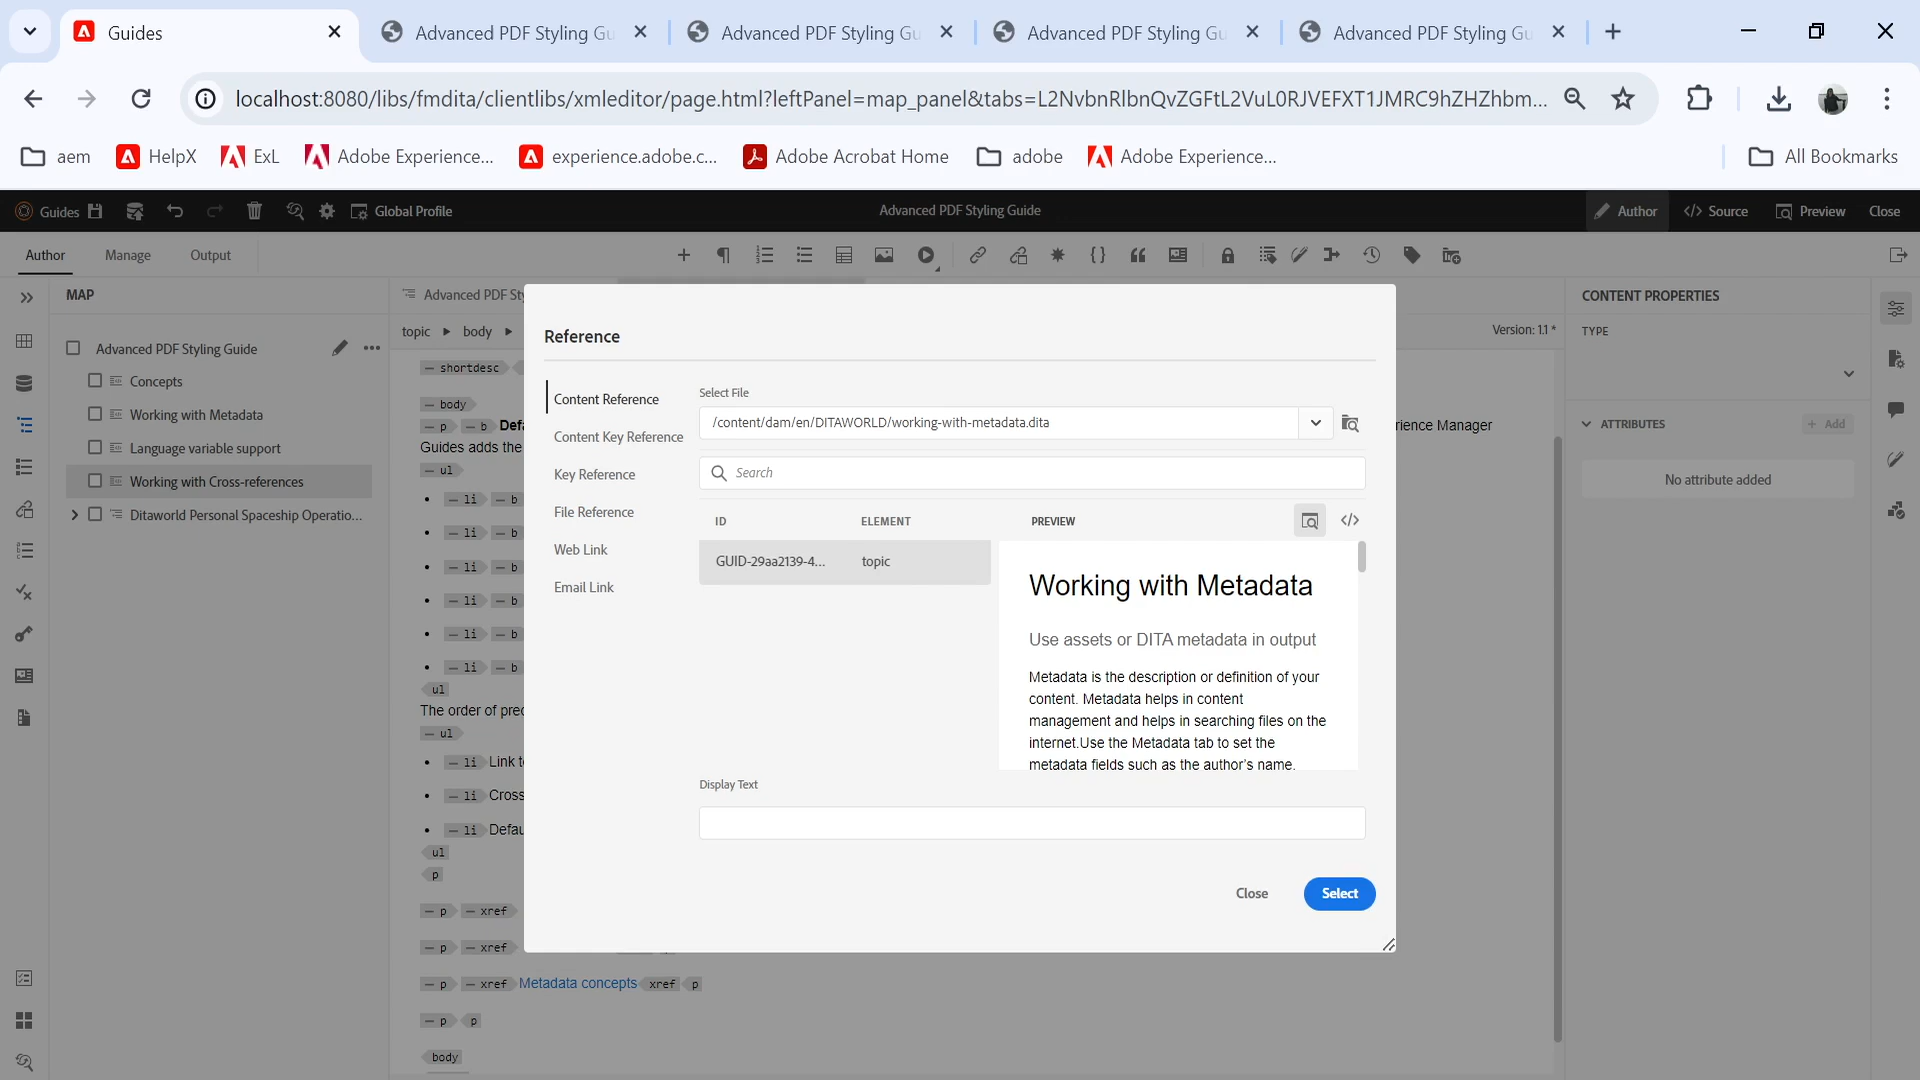 Guides
Advanced PDF Styling Gu
Advanced PDF Styling Gu
Advanced PDF Styling Gu
Advanced PDF Styling Gu
localhost:8080/libs/fmdita/clientlibs/xmleditor/page.html?leftPanel=map_panel&tabs=L2NvbnRlbnQvZGFtL2VuL0RJVEFXT1JMRC9hZHZhbm...
aem
HelpX
ExL
Adobe Experience...
experience.adobe.c...
Adobe Acrobat Home
adobe
Adobe Experience...
All Bookmarks
Guides
Global Profile
Advanced PDF Styling Guide
Author
Source
Preview
Close
Author
Manage
Output
MAP
Advanced PDF Styling Guide
Concepts
Working with Metadata
Language variable support
Working with Cross-references
Ditaworld Personal Spaceship Operatio...
Advanced PDF Sty
topic
body
Version: 1.1 *
shortdesc
body
p b Def
rience Manager
Guides adds the
ul
li b
li b
li b
li b
li b
li b
ul
The order of prec
ul
li Link t
li Cross
li Defau
ul
p
p xref
p xref
p xref Metadata concepts xref p
p p
body
Reference
Content Reference
Content Key Reference
Key Reference
File Reference
Web Link
Email Link
Select File
/content/dam/en/DITAWORLD/working-with-metadata.dita
Search
ID ELEMENT PREVIEW
GUID-29aa2139-4... topic
Working with Metadata
Use assets or DITA metadata in output
Metadata is the description or definition of your
content. Metadata helps in content
management and helps in searching files on the
internet.Use the Metadata tab to set the
metadata fields such as the author's name.
Display Text
Close
Select
CONTENT PROPERTIES
TYPE
ATTRIBUTES
+ Add
No attribute added